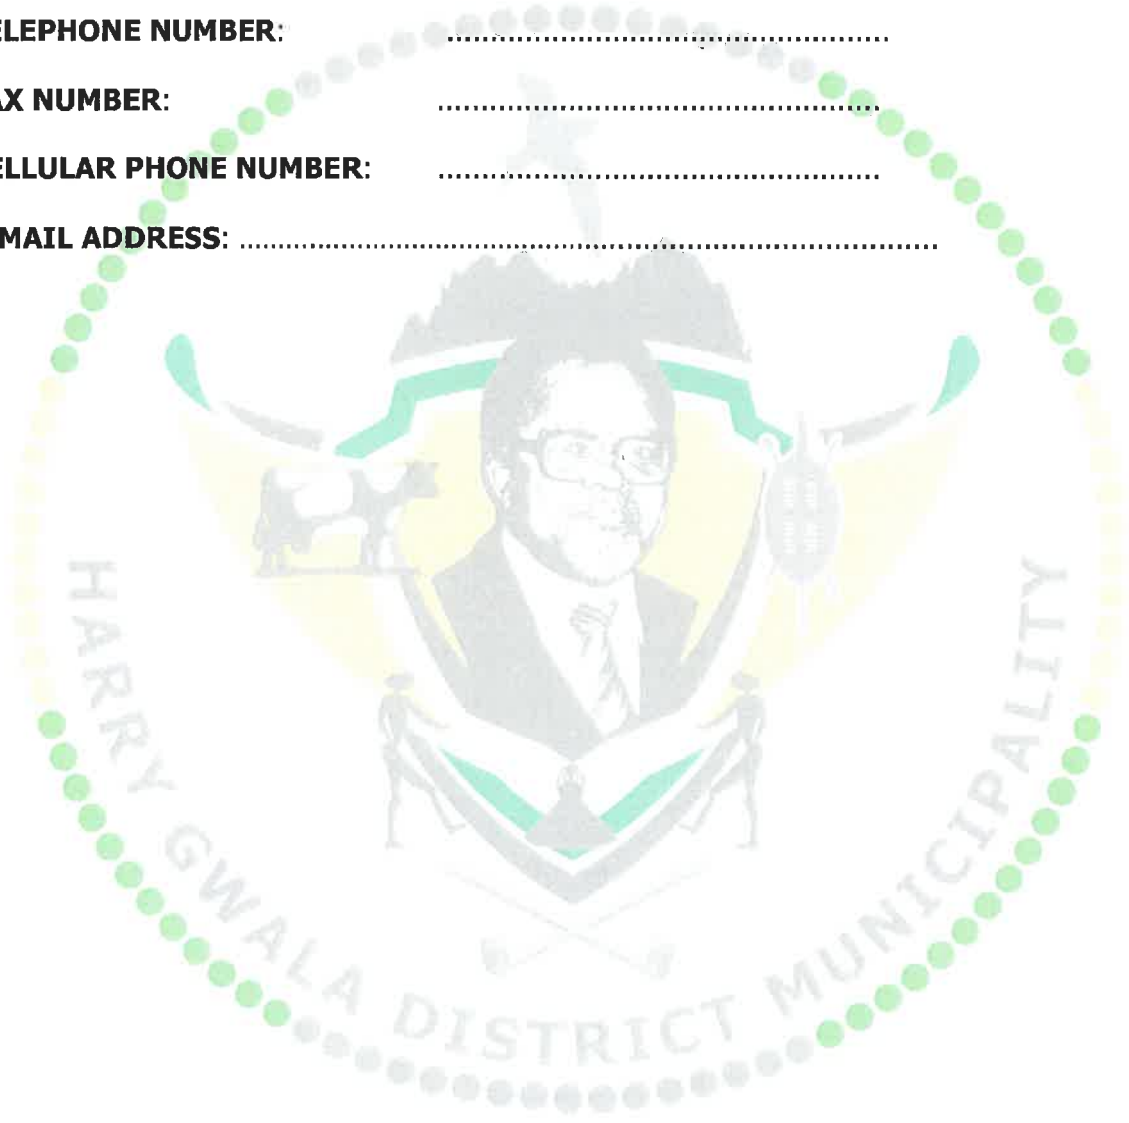 ELEPHONE NUMBER: ................................................
AX NUMBER: ................................................
ELLULAR PHONE NUMBER: ................................................
MAIL ADDRESS: ............................................................................
HARRY GWALA DISTRICT MUNICIPALITY